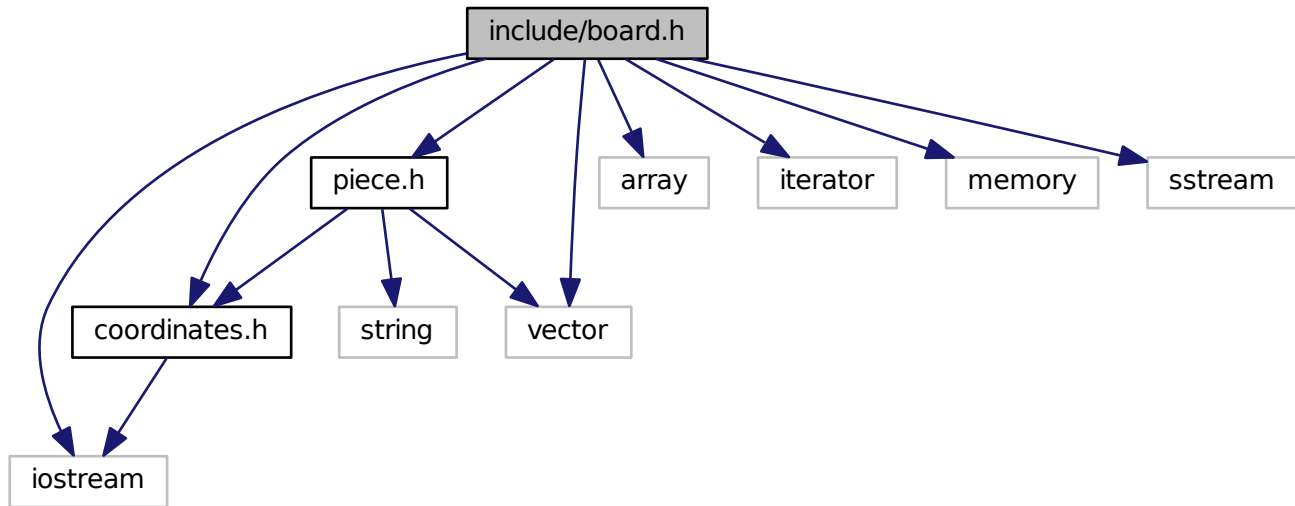 include/board.h
piece.h
array
iterator
memory
sstream
coordinates.h
string
vector
iostream